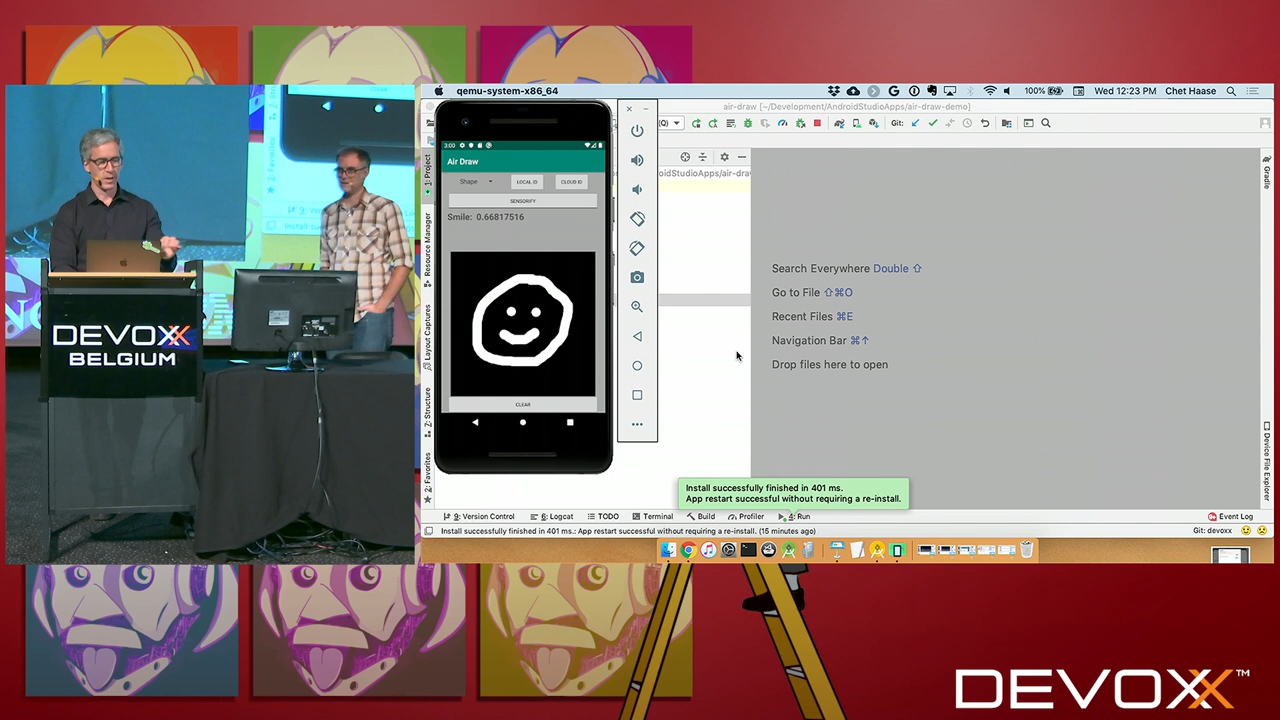 qemu-system-x86_64
100%
Wed 12:23 PM
Chet Haase
air-draw [~/Development/AndroidStudioApps/air-draw-demo]
Git:
3:00
Air Draw
Shape
LOCAL ID
CLOUD ID
SENSORIFY
Smile: 0.66817516
CLEAR
1: Project
Resource Manager
Layout Captures
Z: Structure
2: Favorites
Gradle
Device File Explorer
Search Everywhere Double ⇧
Go to File ⇧⌘O
Recent Files ⌘E
Navigation Bar ⌘↑
Drop files here to open
Install successfully finished in 401 ms.
App restart successful without requiring a re-install.
9: Version Control
6: Logcat
TODO
Terminal
Build
Profiler
4: Run
Event Log
Install successfully finished in 401 ms.: App restart successful without requiring a re-install. (15 minutes ago)
Git: devoxx
DEVOXX
BELGIUM
DEVOXX™